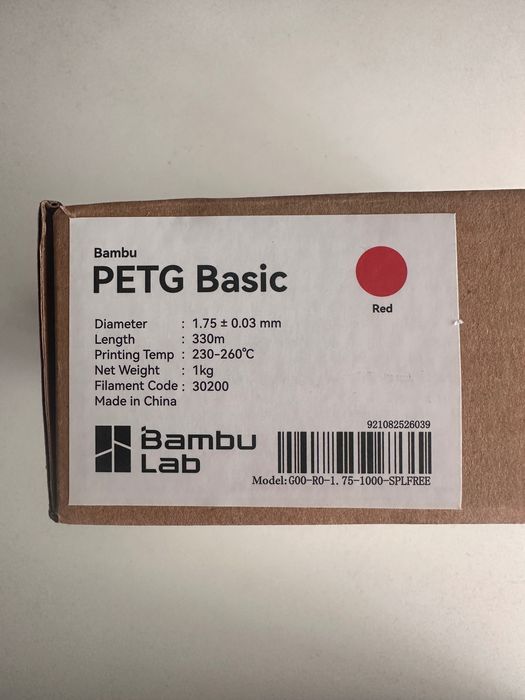 Bambu
PETG Basic
Red
Diameter : 1.75 ± 0.03 mm
Length : 330m
Printing Temp : 230-260℃
Net Weight : 1kg
Filament Code : 30200
Made in China
Bambu
Lab
921082526039
Model:G00-R0-1.75-1000-SPLFREE